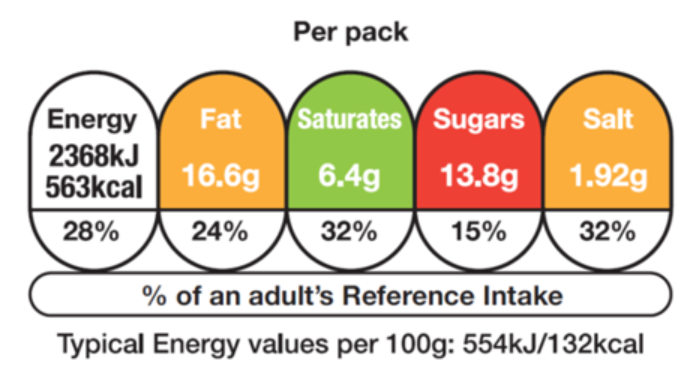 Per pack
Energy Fat Saturates Sugars Salt
2368kJ
563kcal 16.6g 6.4g 13.8g 1.92g
28% 24% 32% 15% 32%
% of an adult's Reference Intake
Typical Energy values per 100g: 554kJ/132kcal